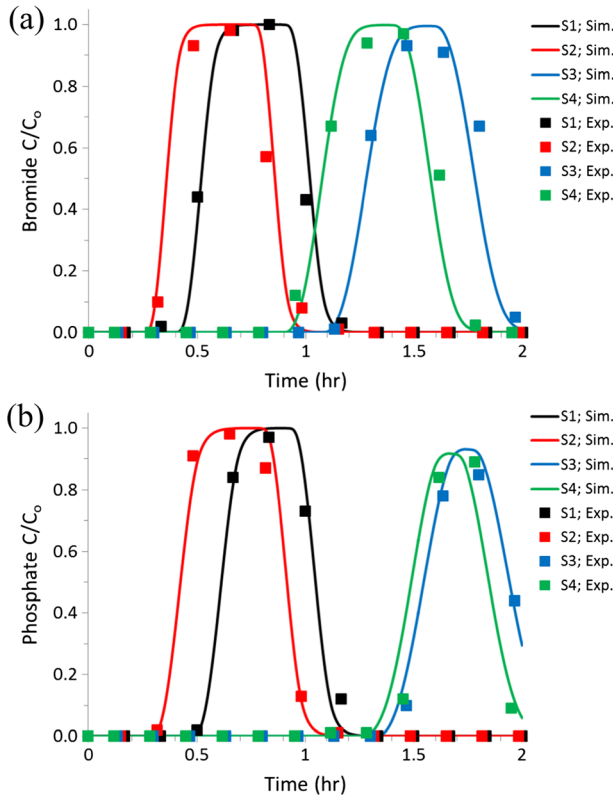 (a)
1.0
0.8
0.6
0.4
0.2
0.0
Bromide C/Co
0
0.5
1
1.5
2
Time (hr)
S1; Sim.
S2; Sim.
S3; Sim.
S4; Sim.
S1; Exp.
S2; Exp.
S3; Exp.
S4; Exp.
(b)
1.0
0.8
0.6
0.4
0.2
0.0
Phosphate C/Co
0
0.5
1
1.5
2
Time (hr)
S1; Sim.
S2; Sim.
S3; Sim.
S4; Sim.
S1; Exp.
S2; Exp.
S3; Exp.
S4; Exp.